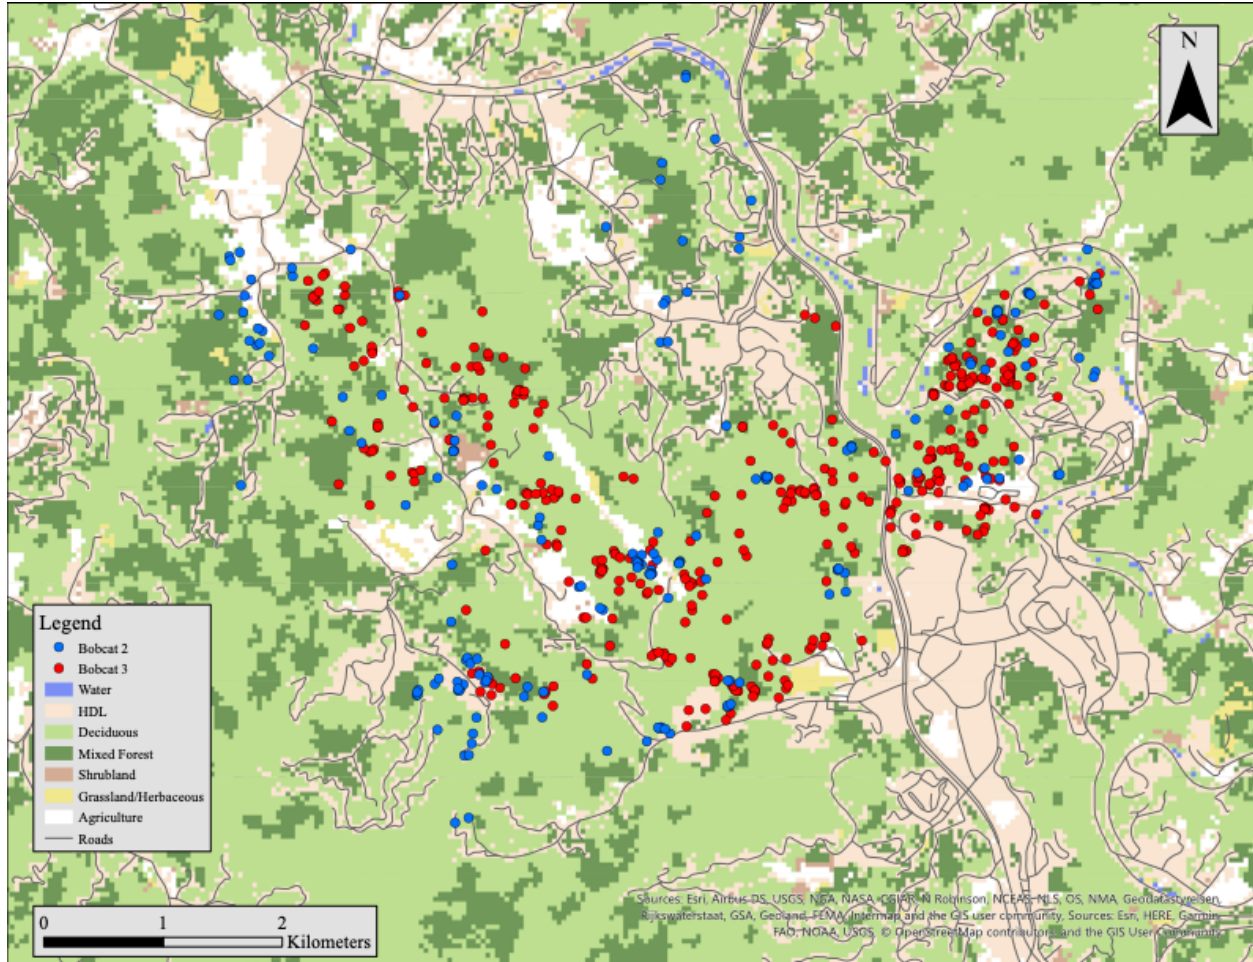 N
Legend
Bobcat 2
Bobcat 3
Water
HDL
Deciduous
Mixed Forest
Shrubland
Grassland/Herbaceous
Agriculture
Roads
0 1 2
Kilometers
Sources: Esri, Airbus DS, USGS, NGA, NASA, CGIAR, N Robinson, NCEAS, NLS, OS, NMA, Geodatastyrelsen,
Rijkswaterstaat, GSA, Geoland, FEMA, Intermap and the GIS user community, Sources: Esri, HERE, Garmin,
FAO, NOAA, USGS, © OpenStreetMap contributors, and the GIS User Community